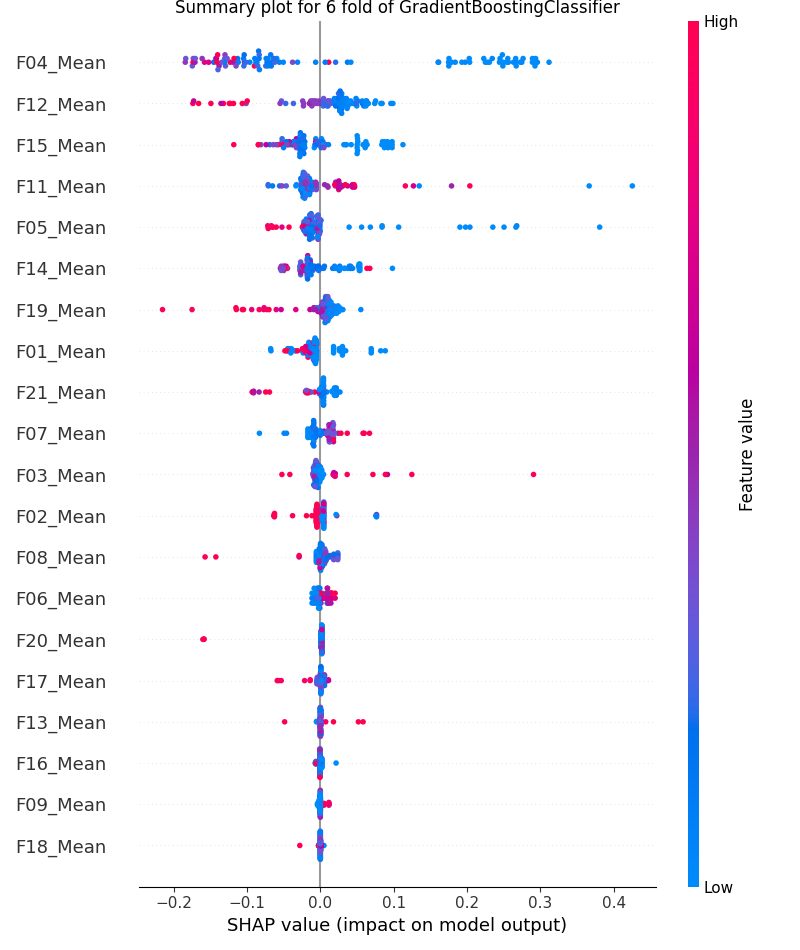 Summary plot for 6 fold of GradientBoostingClassifier
High
F04_Mean
F12_Mean
F15_Mean
F11_Mean
F05_Mean
F14_Mean
F19_Mean
F01_Mean
F21_Mean
F07_Mean
F03_Mean
F02_Mean
F08_Mean
F06_Mean
F20_Mean
F17_Mean
F13_Mean
F16_Mean
F09_Mean
F18_Mean
Feature value
Low
−0.2 −0.1 0.0 0.1 0.2 0.3 0.4
SHAP value (impact on model output)